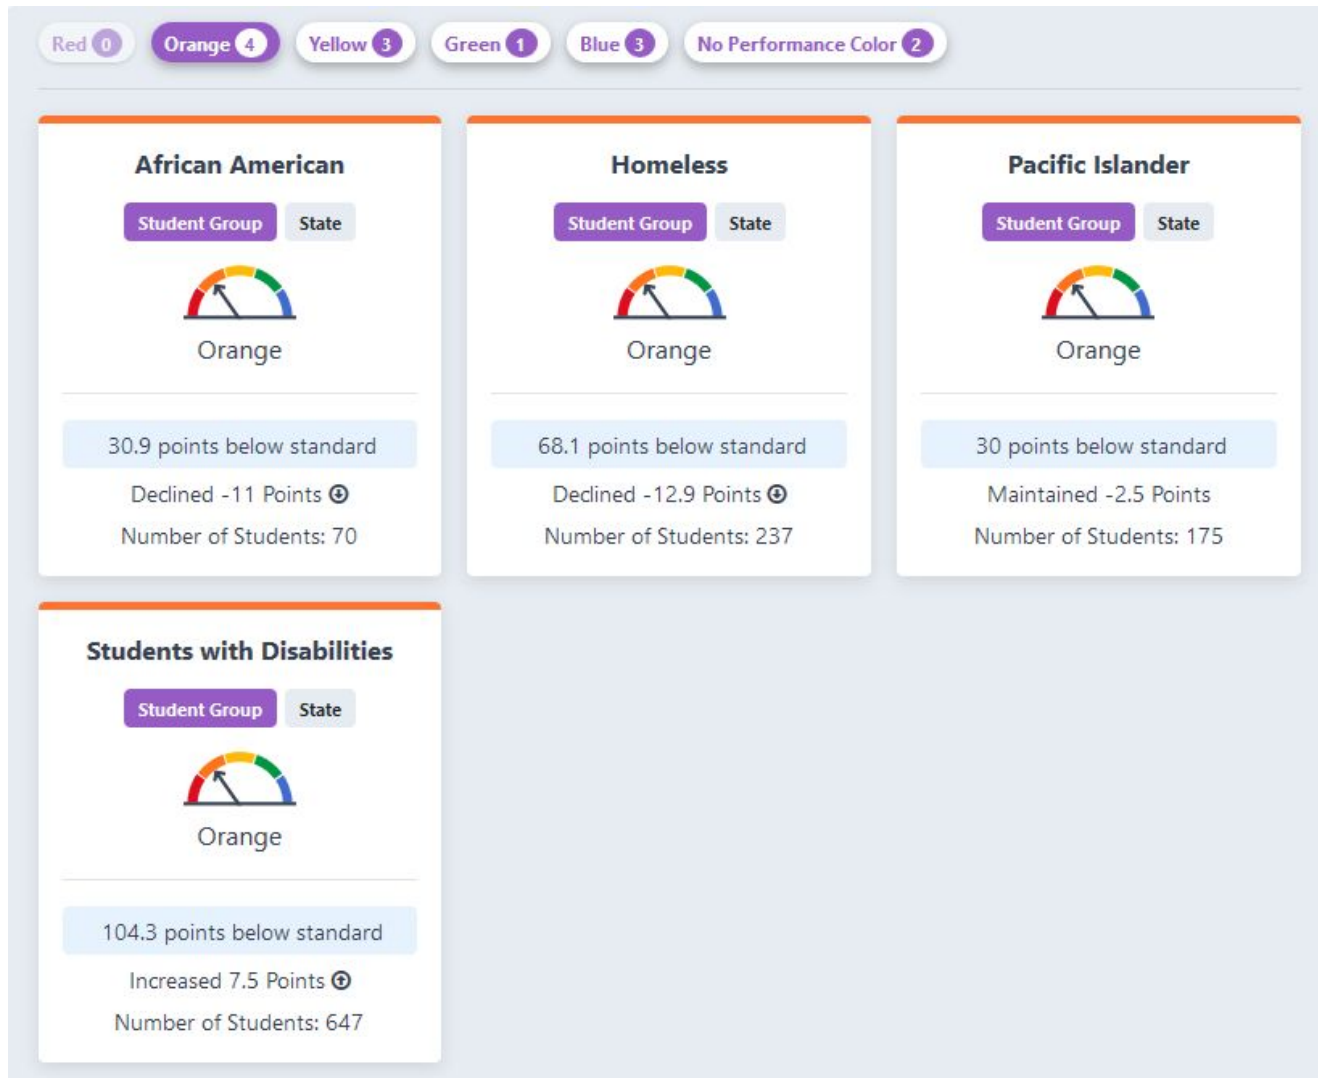 Red 0 Orange 4 Yellow 3 Green 1 Blue 3 No Performance Color 2
African American
Student Group State
Orange
30.9 points below standard
Declined -11 Points
Number of Students: 70
Homeless
Student Group State
Orange
68.1 points below standard
Declined -12.9 Points
Number of Students: 237
Pacific Islander
Student Group State
Orange
30 points below standard
Maintained -2.5 Points
Number of Students: 175
Students with Disabilities
Student Group State
Orange
104.3 points below standard
Increased 7.5 Points
Number of Students: 647